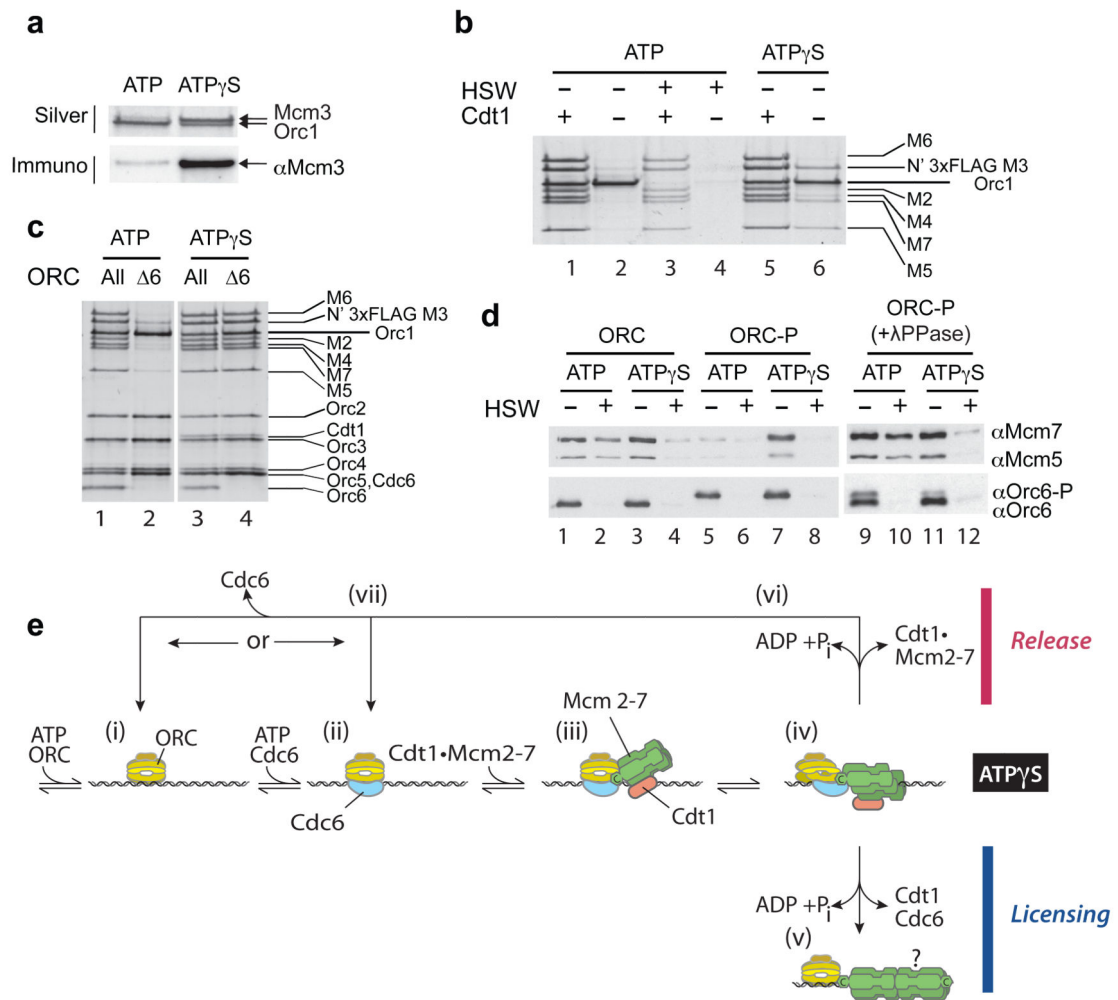 a
ATP ATPγS
Silver
Mcm3
Orc1
Immuno
αMcm3
b
ATP ATPγS
HSW − − + +
Cdt1 + − + − + −
M6
N' 3xFLAG M3
Orc1
M2
M4
M7
M5
1 2 3 4 5 6
c
ATP ATPγS
ORC All Δ6 All Δ6
M6
N' 3xFLAG M3
Orc1
M2
M4
M7
M5
Orc2
Cdt1
Orc3
Orc4
Orc5,Cdc6
Orc6
1 2 3 4
d
ORC ORC-P ORC-P
(+λPPase)
ATP ATPγS ATP ATPγS ATP ATPγS
HSW − + − + − + − + − + − +
αMcm7
αMcm5
αOrc6-P
αOrc6
1 2 3 4 5 6 7 8 9 10 11 12
e
Cdc6
(vii)
(vi)
or
ADP +Pi
Cdt1•
Mcm2-7
Release
(i)
ATP
ORC
ORC
ATP
Cdc6
(ii)
Cdc6
Cdt1•Mcm2-7
(iii)
Mcm 2-7
Cdt1
(iv)
ATPγS
ADP +Pi
Cdt1
Cdc6
Licensing
(v)
?